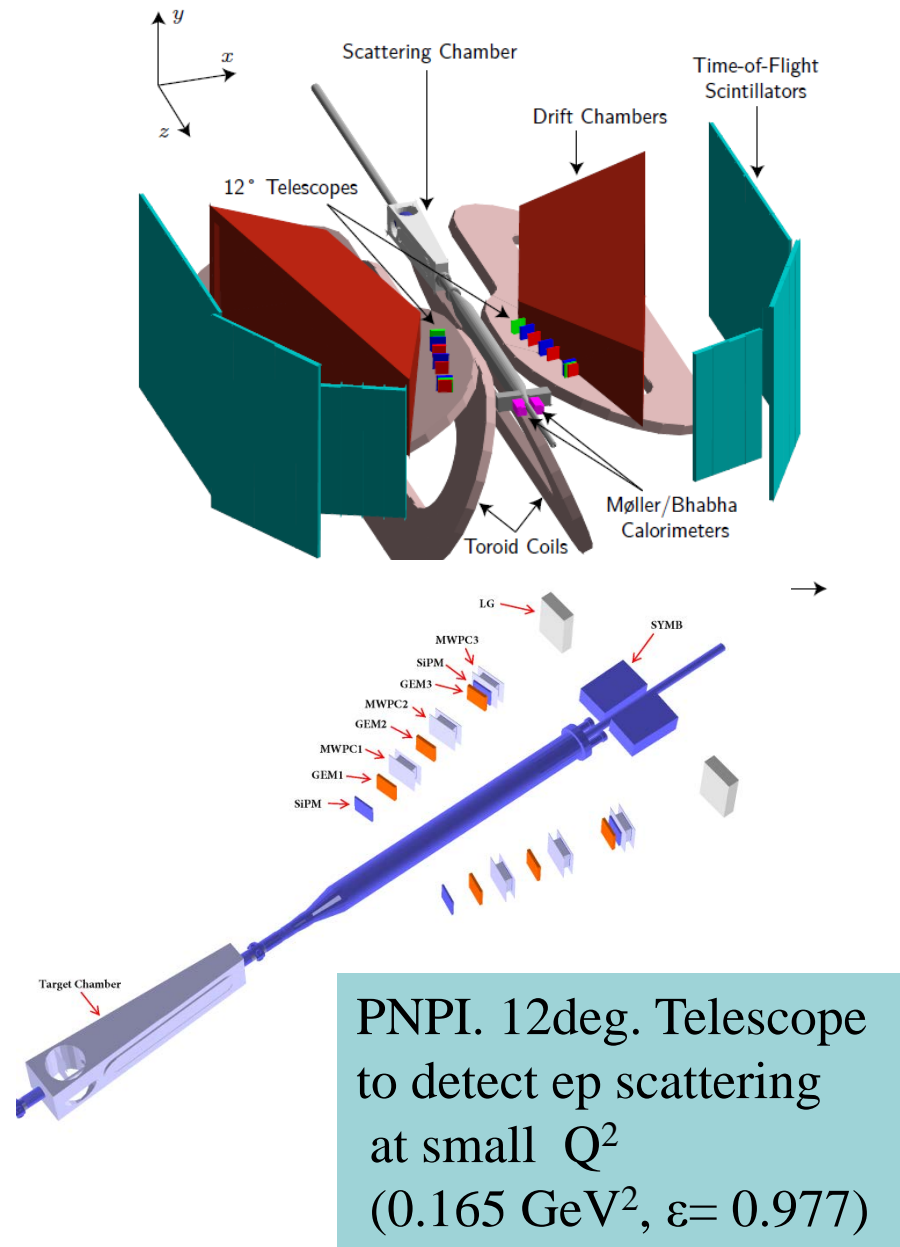 y
x
z
Scattering Chamber
Time-of-Flight
Scintillators
Drift Chambers
12° Telescopes
Møller/Bhabha
Calorimeters
Toroid Coils
LG
SYMB
MWPC3
SiPM
GEM3
MWPC2
GEM2
MWPC1
GEM1
SiPM
Target Chamber
PNPI. 12deg. Telescope
to detect ep scattering
at small Q²
(0.165 GeV², ε= 0.977)